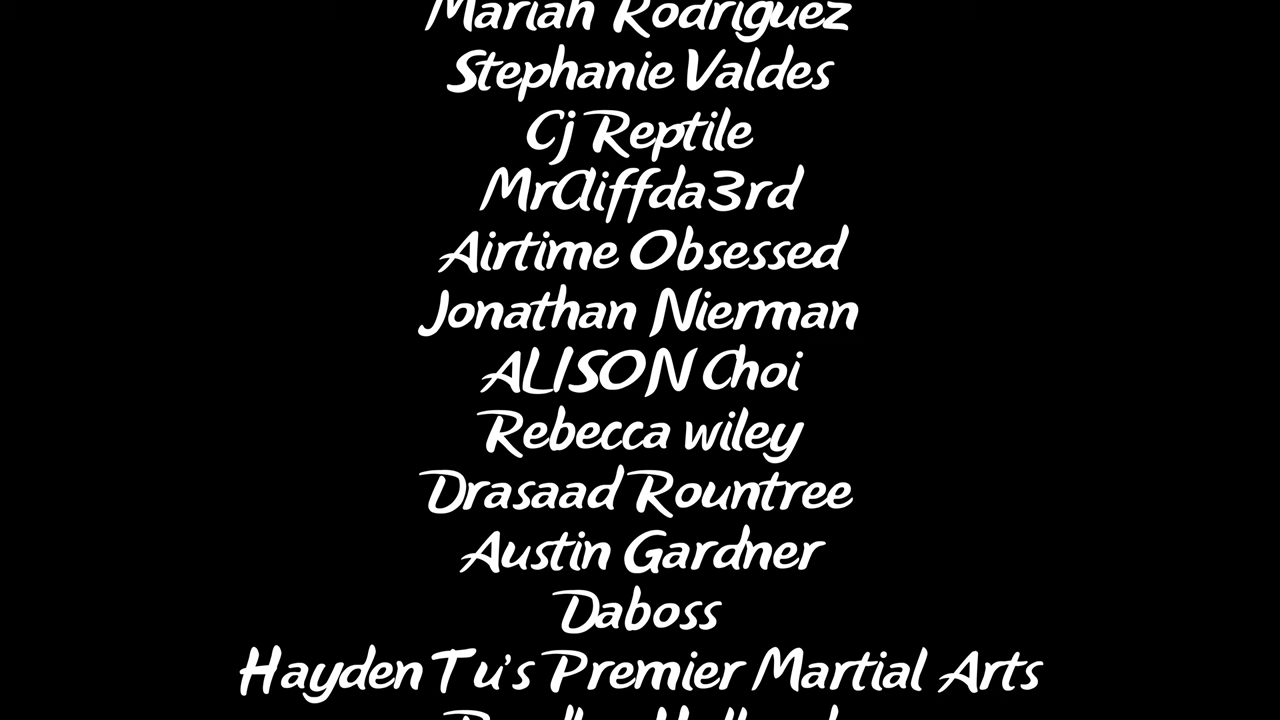 Mariah Rodriguez
Stephanie Valdes
Cj Reptile
MrCliffda3rd
Airtime Obsessed
Jonathan Nierman
ALISON Choi
Rebecca wiley
Drasaad Rountree
Austin Gardner
Daboss
Hayden Tu's Premier Martial Arts